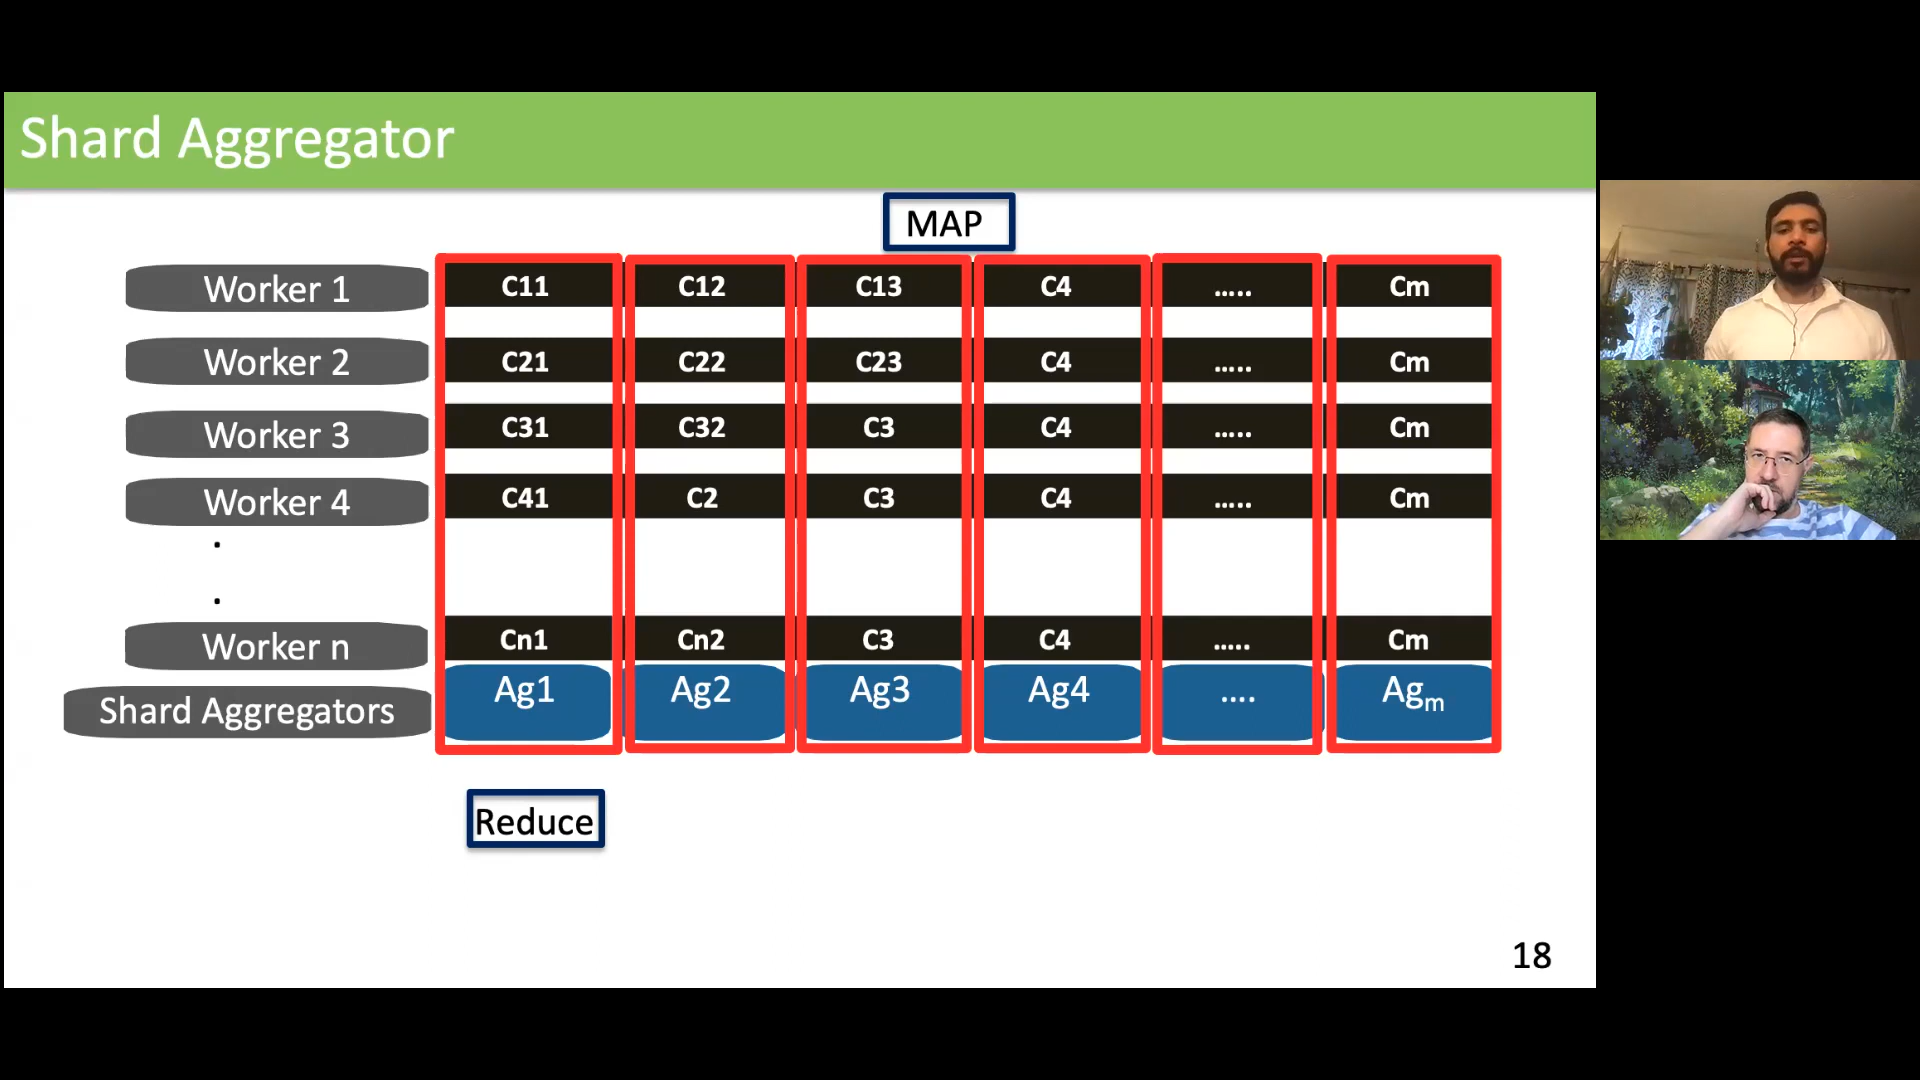 Shard Aggregator
MAP
Worker 1 C11 C12 C13 C4 ..... Cm
Worker 2 C21 C22 C23 C4 ..... Cm
Worker 3 C31 C32 C3 C4 ..... Cm
Worker 4 C41 C2 C3 C4 ..... Cm
.
.
Worker n Cn1 Cn2 C3 C4 ..... Cm
Shard Aggregators Ag1 Ag2 Ag3 Ag4 .... Agm
Reduce
18